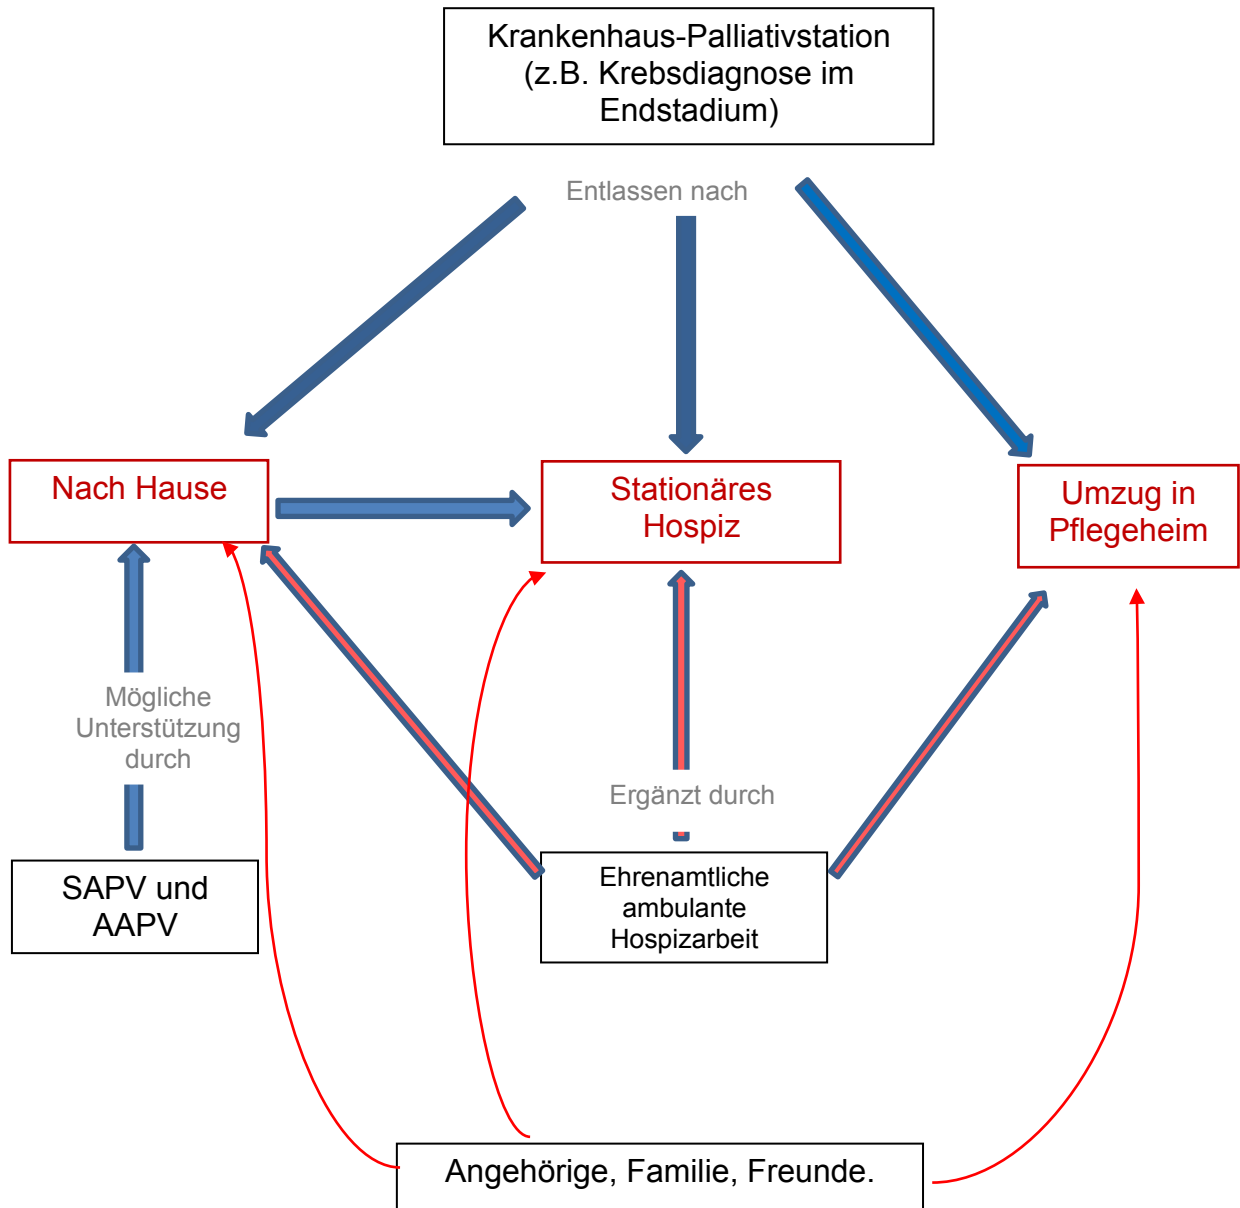 Krankenhaus-Palliativstation
(z.B. Krebsdiagnose im
Endstadium)
Entlassen nach
Nach Hause
Stationäres
Hospiz
Umzug in
Pflegeheim
Mögliche
Unterstützung
durch
Ergänzt durch
SAPV und
AAPV
Ehrenamtliche
ambulante
Hospizarbeit
Angehörige, Familie, Freunde.